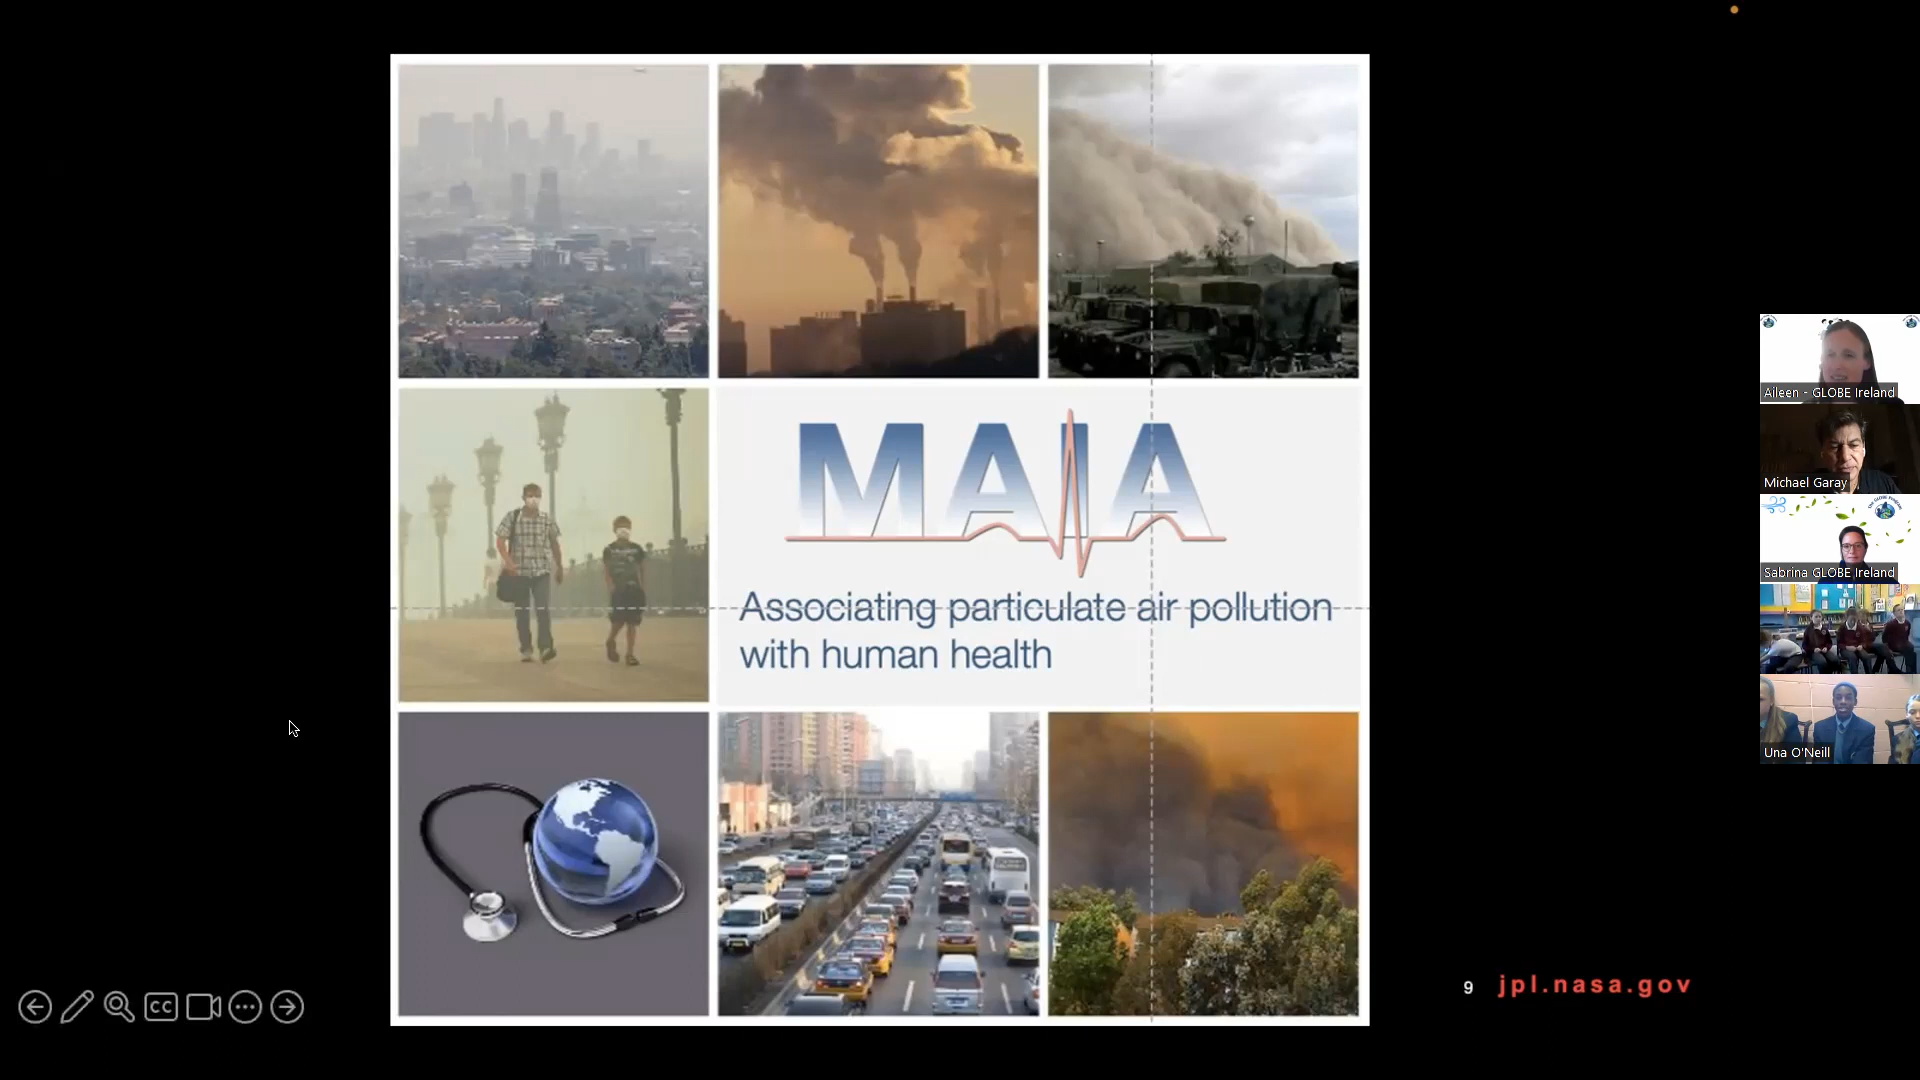 MAIA
Associating particulate air pollution
with human health
9 jpl.nasa.gov
CC
Aileen - GLOBE Ireland
Michael Garay
Sabrina GLOBE Ireland
Una O'Neill